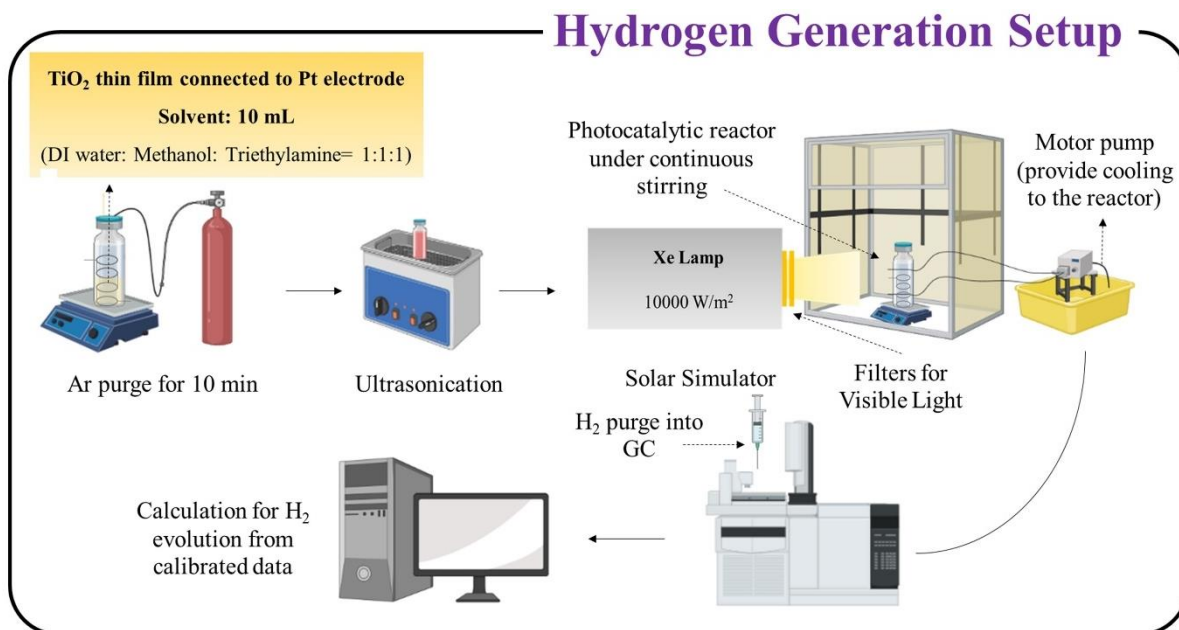 Hydrogen Generation Setup
TiO₂ thin film connected to Pt electrode
Solvent: 10 mL
(DI water: Methanol: Triethylamine= 1:1:1)
Ar purge for 10 min
Ultrasonication
Photocatalytic reactor
under continuous
stirring
Motor pump
(provide cooling
to the reactor)
Xe Lamp
10000 W/m²
Solar Simulator
Filters for
Visible Light
H₂ purge into
GC
Calculation for H₂
evolution from
calibrated data